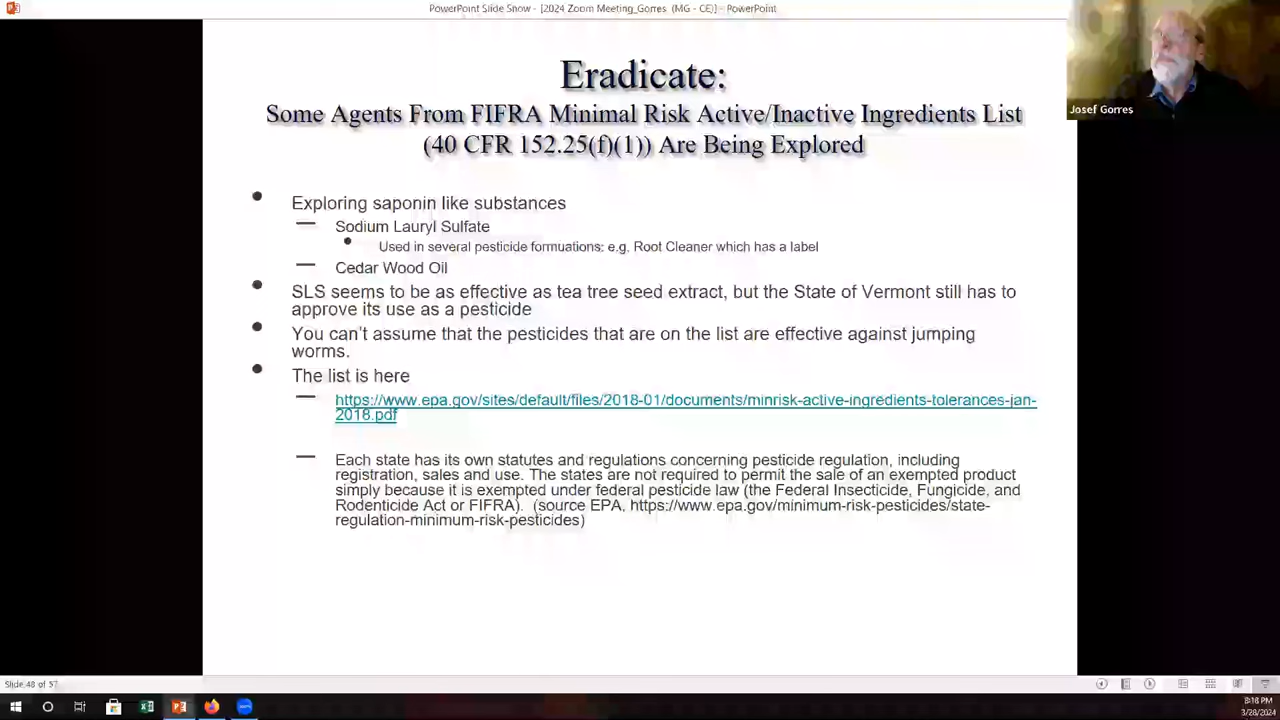 PowerPoint Slide Show - [2024 Zoom Meeting_Gorres (MG - CE)] - PowerPoint
Eradicate:
Some Agents From FIFRA Minimal Risk Active/Inactive Ingredients List
(40 CFR 152.25(f)(1)) Are Being Explored
Josef Gorres
• Exploring saponin like substances
— Sodium Lauryl Sulfate
• Used in several pesticide formuations: e.g. Root Cleaner which has a label
— Cedar Wood Oil
• SLS seems to be as effective as tea tree seed extract, but the State of Vermont still has to
approve its use as a pesticide
• You can't assume that the pesticides that are on the list are effective against jumping
worms.
• The list is here
— https://www.epa.gov/sites/default/files/2018-01/documents/minrisk-active-ingredients-tolerances-jan-
2018.pdf
— Each state has its own statutes and regulations concerning pesticide regulation, including
registration, sales and use. The states are not required to permit the sale of an exempted product
simply because it is exempted under federal pesticide law (the Federal Insecticide, Fungicide, and
Rodenticide Act or FIFRA). (source EPA, https://www.epa.gov/minimum-risk-pesticides/state-
regulation-minimum-risk-pesticides)
Slide 48 of 57
8:18 PM
3/28/2024